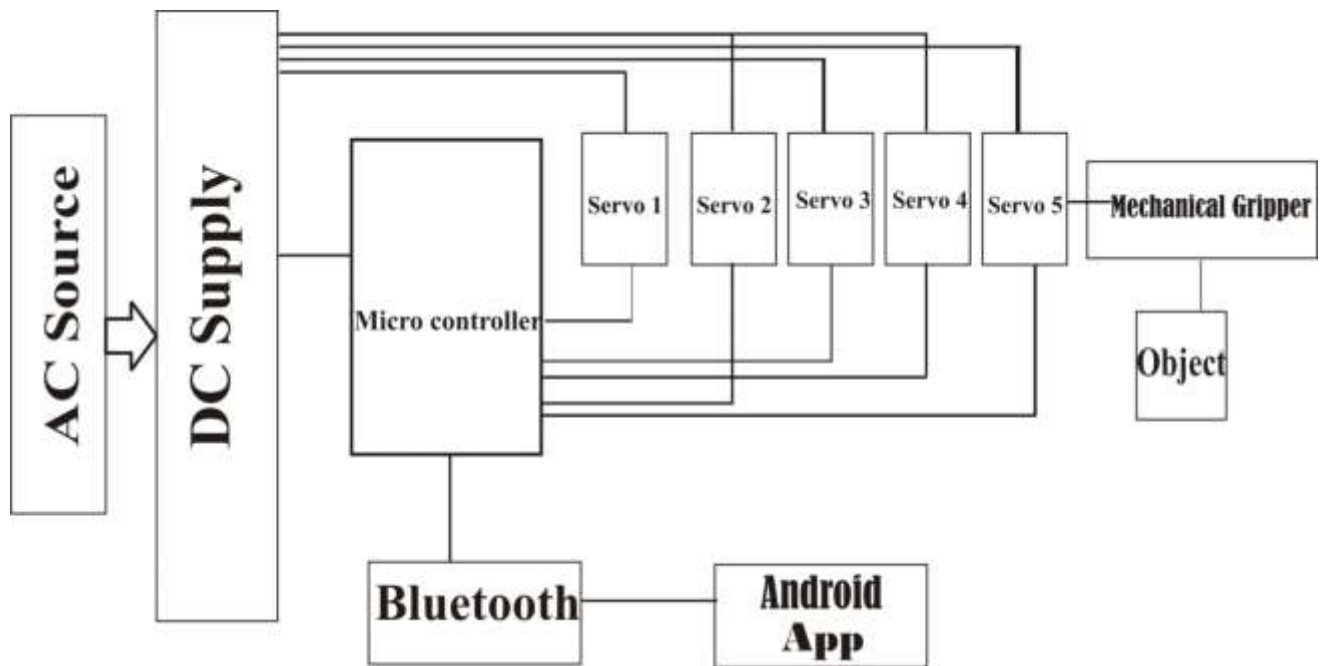 AC Source
DC Supply
Micro controller
Servo 1
Servo 2
Servo 3
Servo 4
Servo 5
Mechanical Gripper
Object
Bluetooth
Android
App